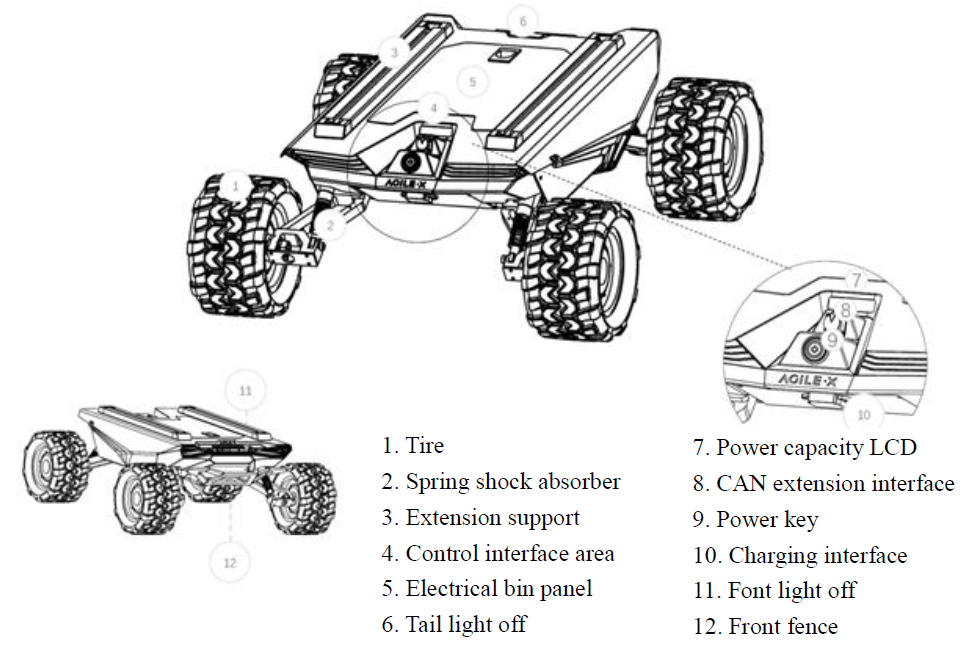 6
3
5
4
AGILE·X
1
2
7
8
9
AGILE·X
10
11
12
1. Tire
2. Spring shock absorber
3. Extension support
4. Control interface area
5. Electrical bin panel
6. Tail light off
7. Power capacity LCD
8. CAN extension interface
9. Power key
10. Charging interface
11. Font light off
12. Front fence